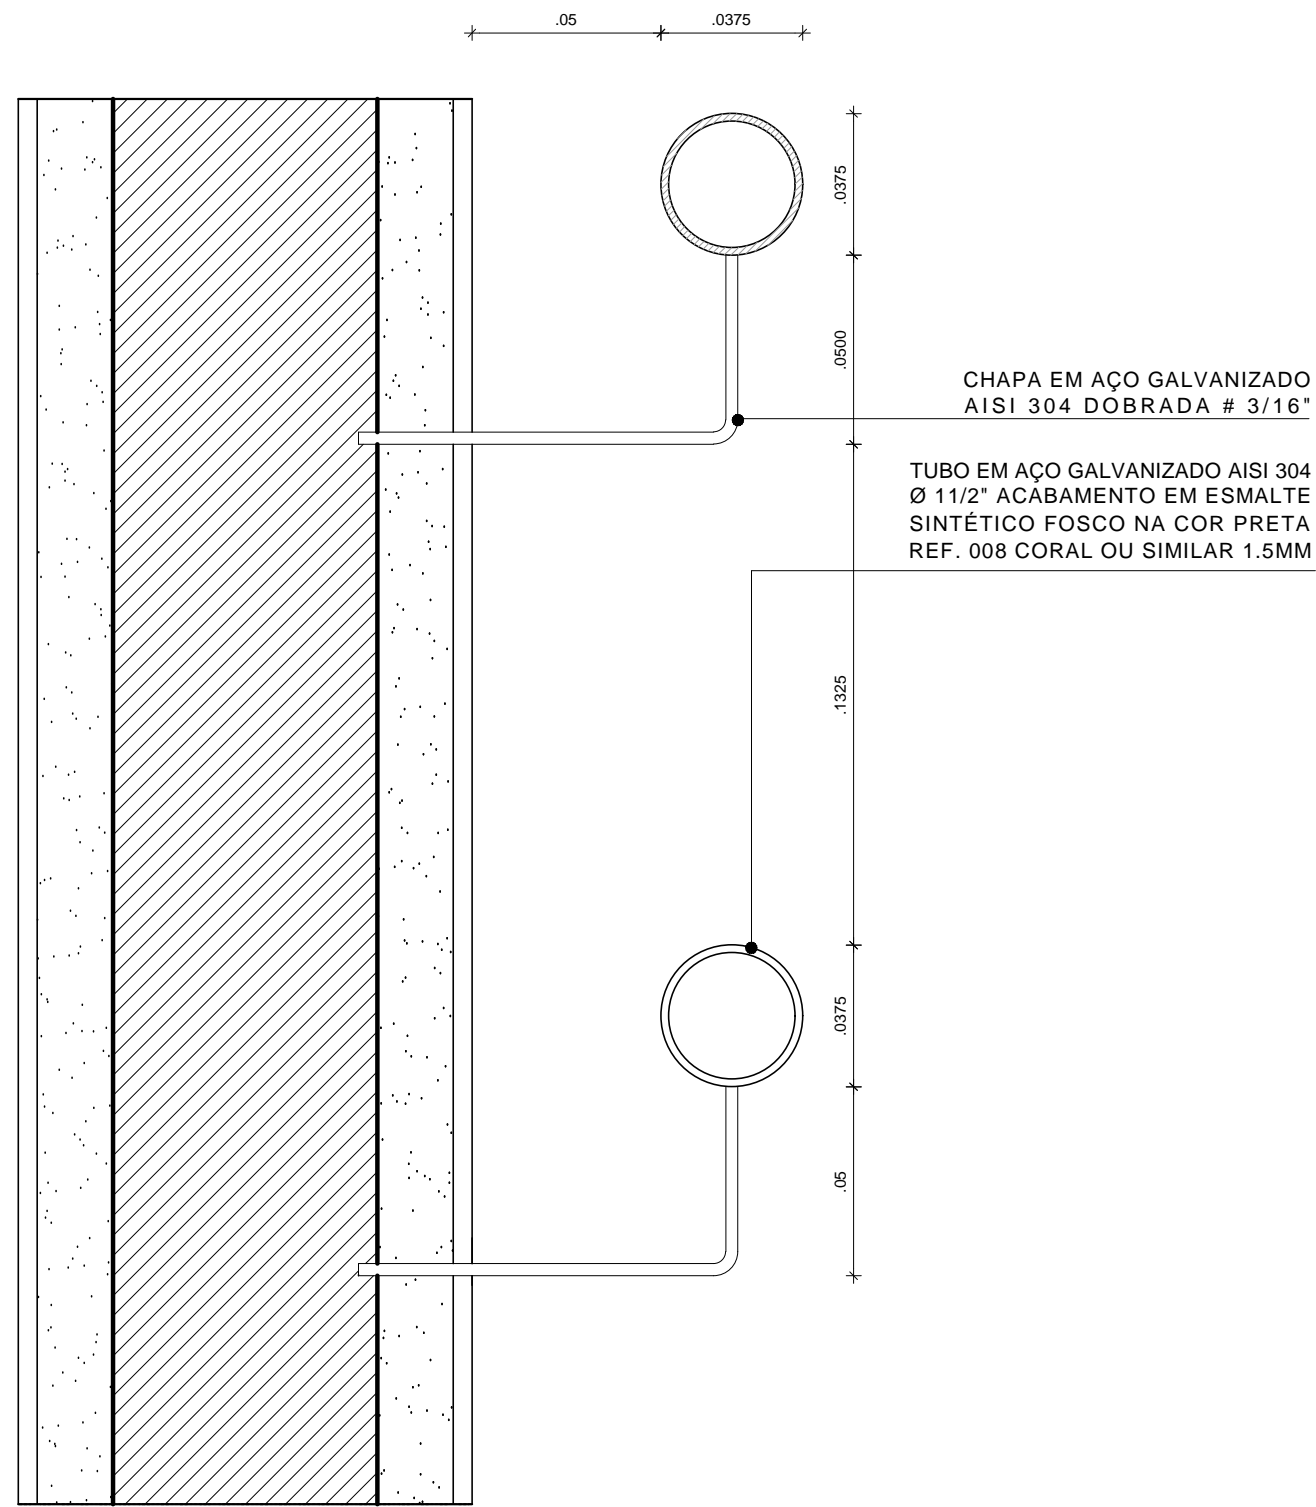 .05
.0375
.0375
.0500
CHAPA EM AÇO GALVANIZADO
AISI 304 DOBRADA # 3/16"
TUBO EM AÇO GALVANIZADO AISI 304
Ø 11/2" ACABAMENTO EM ESMALTE
SINTÉTICO FOSCO NA COR PRETA
REF. 008 CORAL OU SIMILAR 1.5MM
.1325
.0375
.05